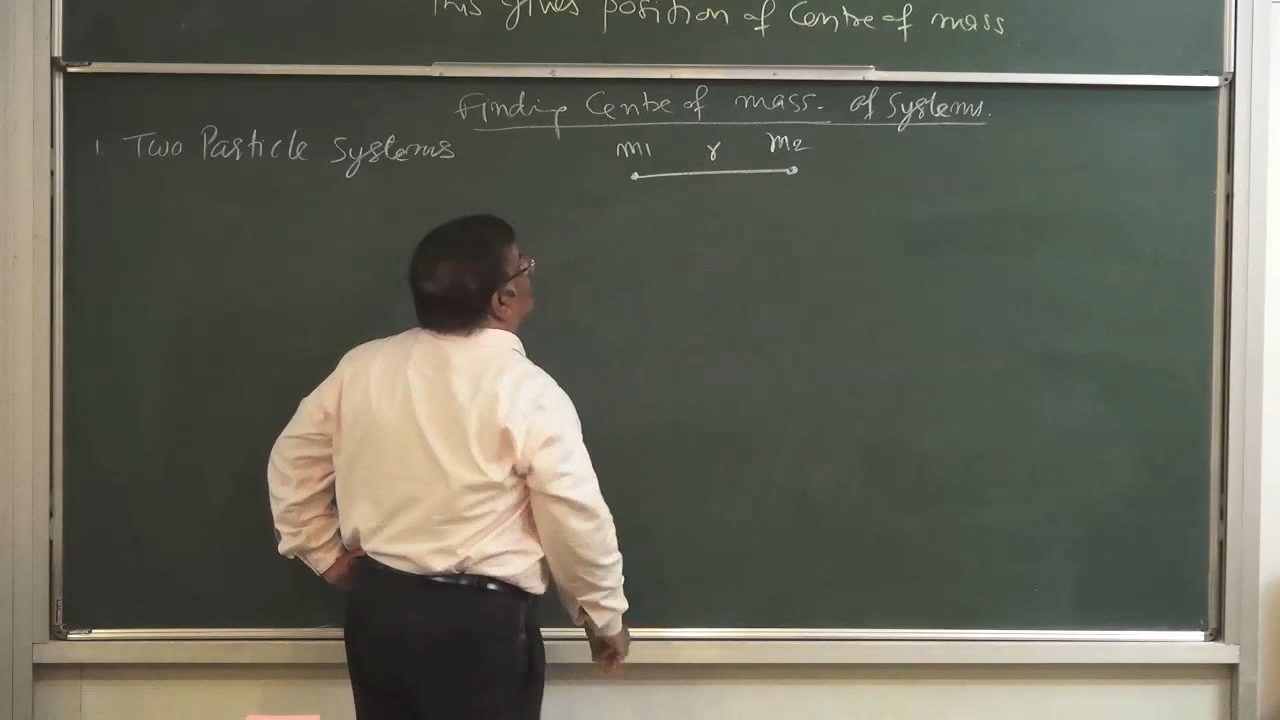 This gives position of Centre of mass
Finding Centre of mass. of Systems.
1. Two Particle Systems
m1 r m2